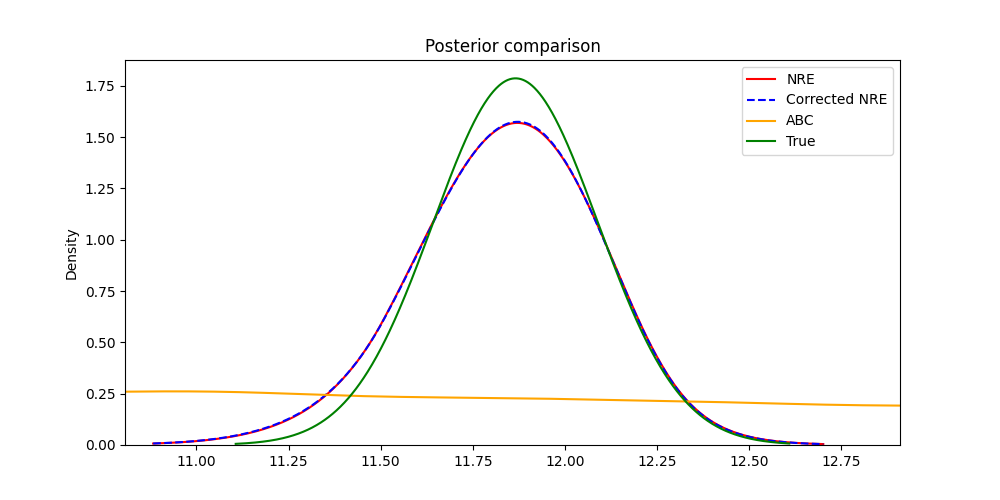 Posterior comparison
NRE
Corrected NRE
ABC
True
Density
1.75
1.50
1.25
1.00
0.75
0.50
0.25
0.00
11.00 11.25 11.50 11.75 12.00 12.25 12.50 12.75